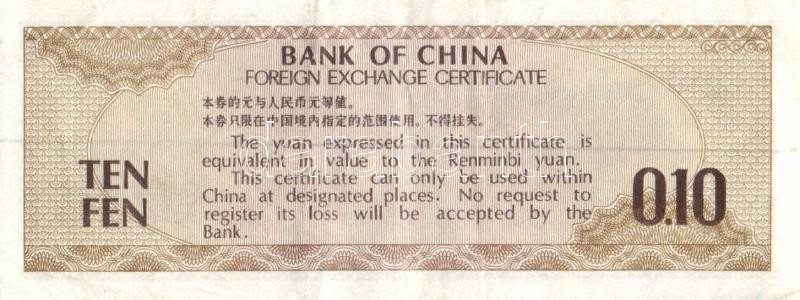 BANK OF CHINA
FOREIGN EXCHANGE CERTIFICATE
本券的元与人民币元等值。
本券只限在中国境内指定的范围使用。不得挂失。
The yuan expressed in this certificate is
equivalent in value to the Renminbi yuan.
This certificate can only be used within
China at designated places. No request to
register its loss will be accepted by the
Bank.
TEN
FEN
0.10
darabanth